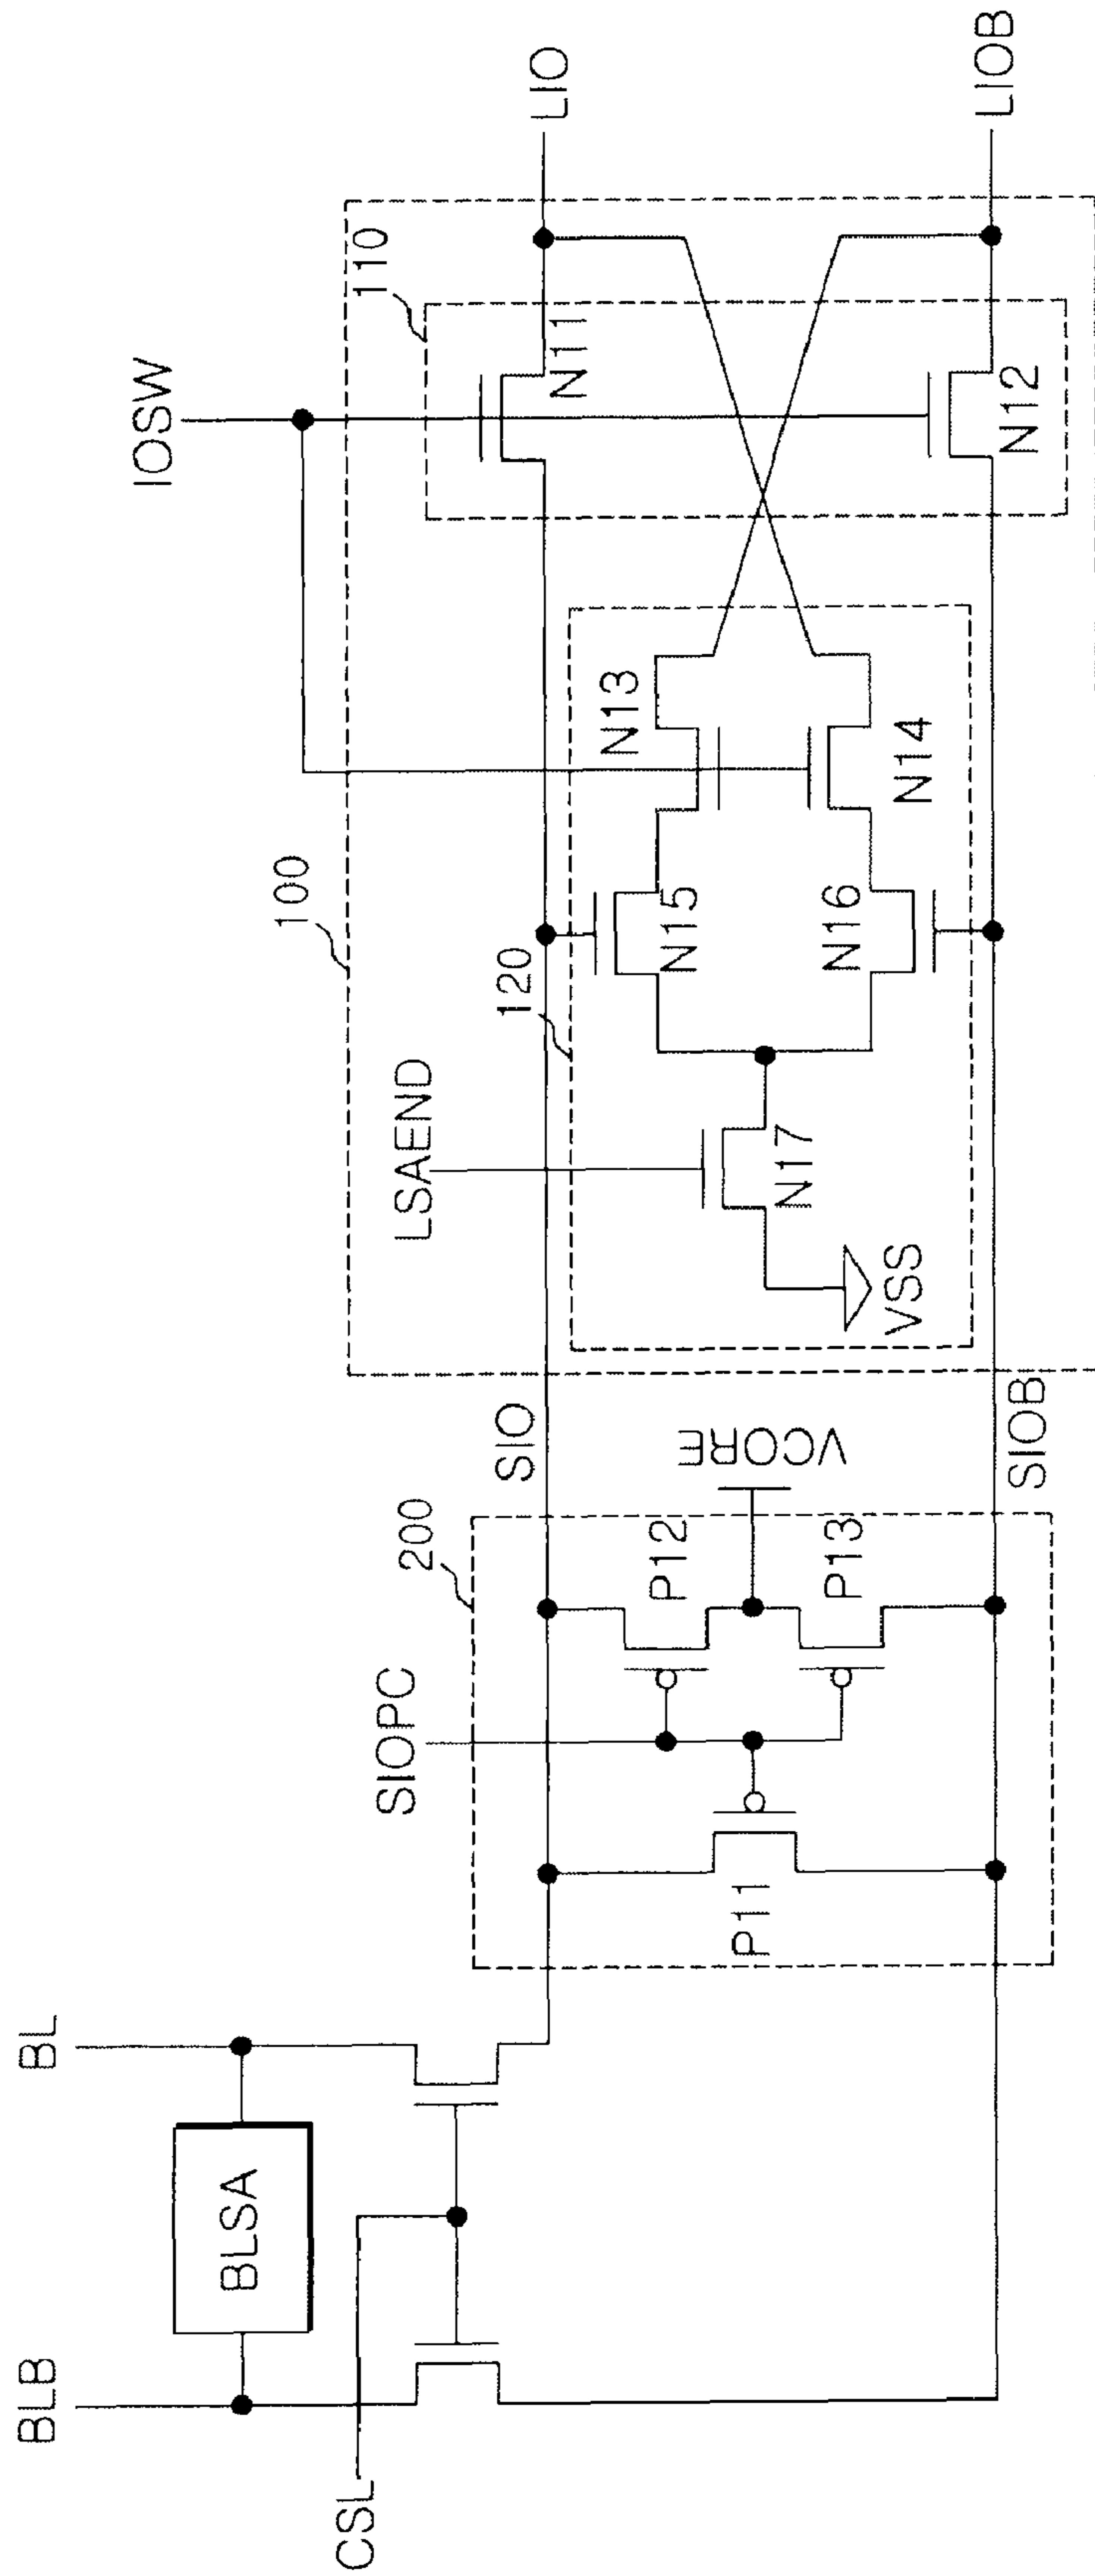 BLB
BL
BLSA
CSL
SIOPC
200
P11
P12
P13
VCORE
SIO
SIOB
100
LSAEND
120
N17
VSS
N15
N16
N13
N14
IOSW
110
N11
N12
LIO
LIOB